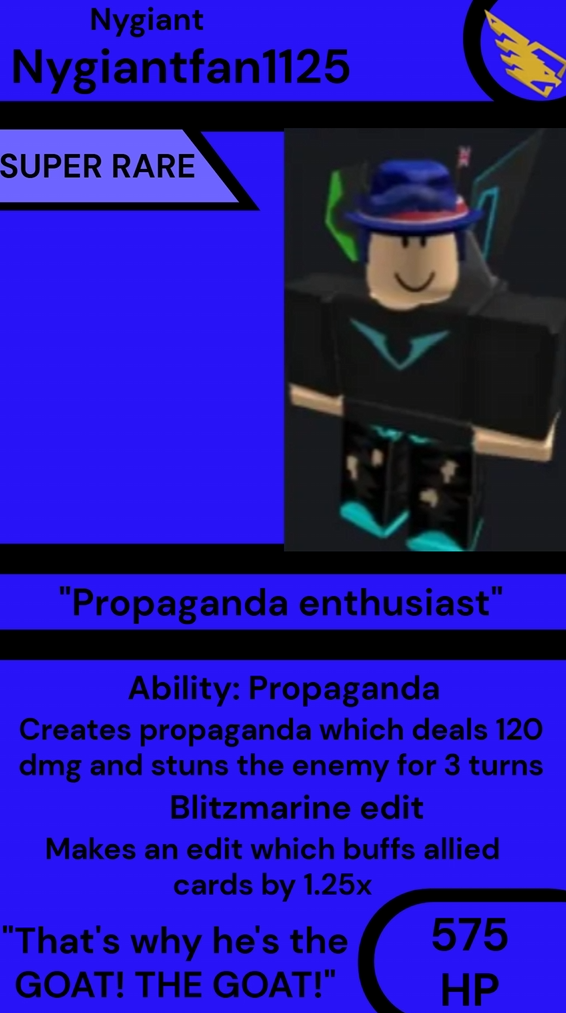 Nygiant
Nygiantfan1125
SUPER RARE
"Propaganda enthusiast"
Ability: Propaganda
Creates propaganda which deals 120
dmg and stuns the enemy for 3 turns
Blitzmarine edit
Makes an edit which buffs allied
cards by 1.25x
"That's why he's the
GOAT! THE GOAT!"
575
HP